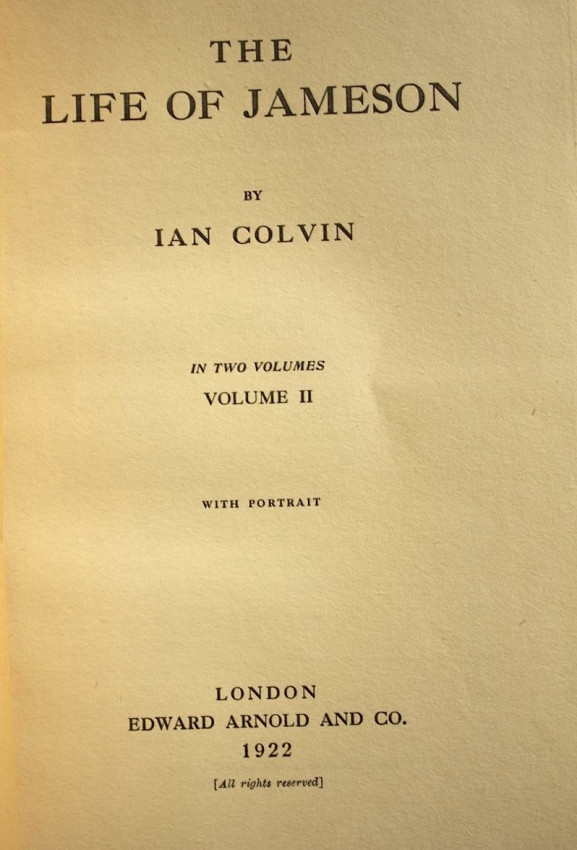 THE
LIFE OF JAMESON
BY
IAN COLVIN
IN TWO VOLUMES
VOLUME II
WITH PORTRAIT
LONDON
EDWARD ARNOLD AND CO.
1922
[All rights reserved]